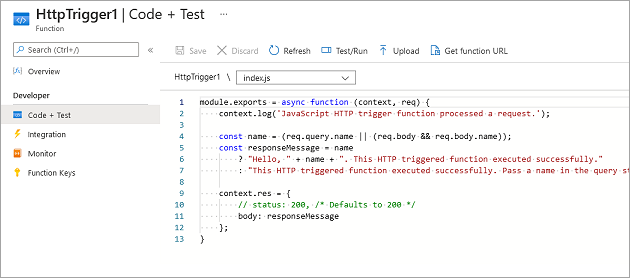 HttpTrigger1 | Code + Test ...
Function
Search (Ctrl+/)
«
Save Discard Refresh Test/Run Upload Get function URL
Overview
Developer
Code + Test
Integration
Monitor
Function Keys
HttpTrigger1 \ index.js
1 module.exports = async function (context, req) {
2 context.log('JavaScript HTTP trigger function processed a request.');
3
4 const name = (req.query.name || (req.body && req.body.name));
5 const responseMessage = name
6 ? "Hello, " + name + ". This HTTP triggered function executed successfully."
7 : "This HTTP triggered function executed successfully. Pass a name in the query st
8
9 context.res = {
10 // status: 200, /* Defaults to 200 */
11 body: responseMessage
12 };
13 }